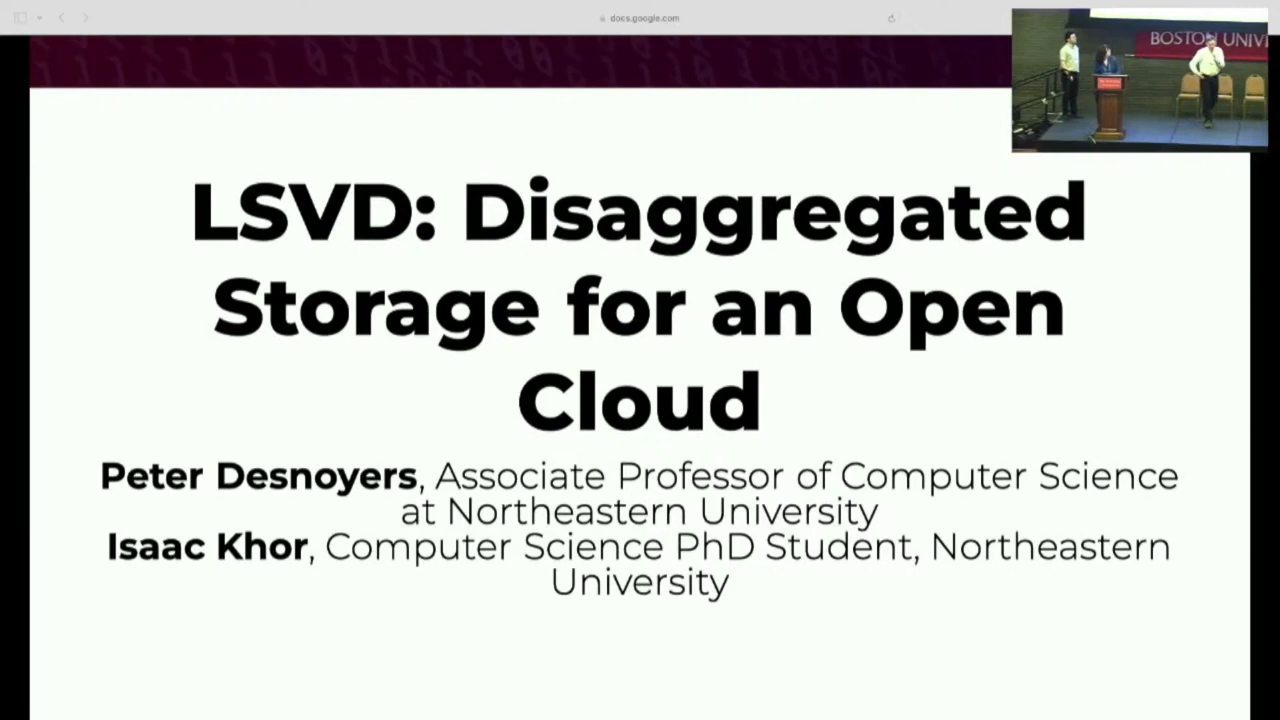 docs.google.com
BOSTON UNIVE
LSVD: Disaggregated
Storage for an Open
Cloud
Peter Desnoyers, Associate Professor of Computer Science
at Northeastern University
Isaac Khor, Computer Science PhD Student, Northeastern
University